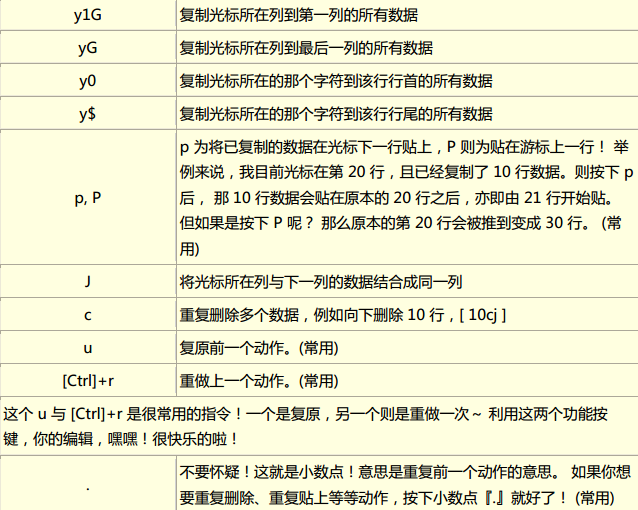 y1G 复制光标所在列到第一列的所有数据
yG 复制光标所在列到最后一列的所有数据
y0 复制光标所在的那个字符到该行行首的所有数据
y$ 复制光标所在的那个字符到该行行尾的所有数据
p 为将已复制的数据在光标下一行贴上，P 则为贴在游标上一行！ 举
例来说，我目前光标在第 20 行，且已经复制了 10 行数据。则按下 p
p, P 后， 那 10 行数据会贴在原本的 20 行之后，亦即由 21 行开始贴。
但如果是按下 P 呢？ 那么原本的第 20 行会被推到变成 30 行。 (常
用)
J 将光标所在列与下一列的数据结合成同一列
c 重复删除多个数据，例如向下删除 10 行，[ 10cj ]
u 复原前一个动作。(常用)
[Ctrl]+r 重做上一个动作。(常用)
这个 u 与 [Ctrl]+r 是很常用的指令！一个是复原，另一个则是重做一次～ 利用这两个功能按
键，你的编辑，嘿嘿！很快乐的啦！
. 不要怀疑！这就是小数点！意思是重复前一个动作的意思。 如果你想
要重复删除、重复贴上等等动作，按下小数点『.』就好了！ (常用)